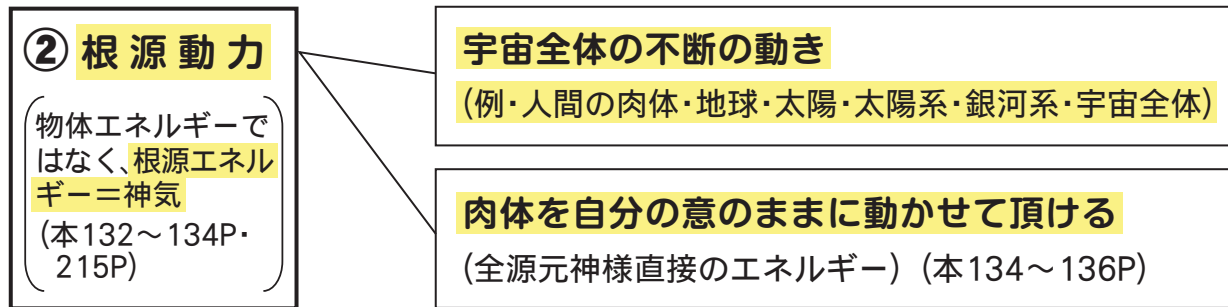 ② 根源動力
物体エネルギーで
はなく、根源エネル
ギー＝神気
(本132～134P・
215P)
宇宙全体の不断の動き
(例・人間の肉体・地球・太陽・太陽系・銀河系・宇宙全体)
肉体を自分の意のままに動かせて頂ける
(全源元神様直接のエネルギー) (本134～136P)